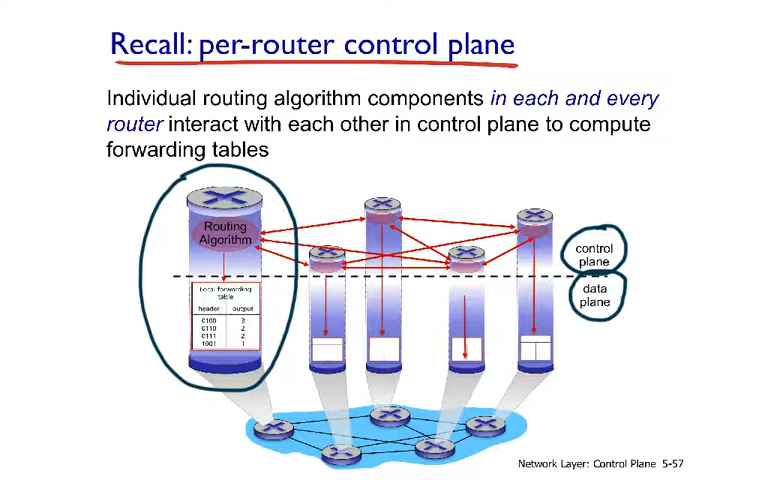 Recall: per-router control plane
Individual routing algorithm components in each and every
router interact with each other in control plane to compute
forwarding tables
Routing
Algorithm
control
plane
data
plane
Local forwarding
table
header output
0100 3
0110 2
0111 2
1001 1
Network Layer: Control Plane 5-57